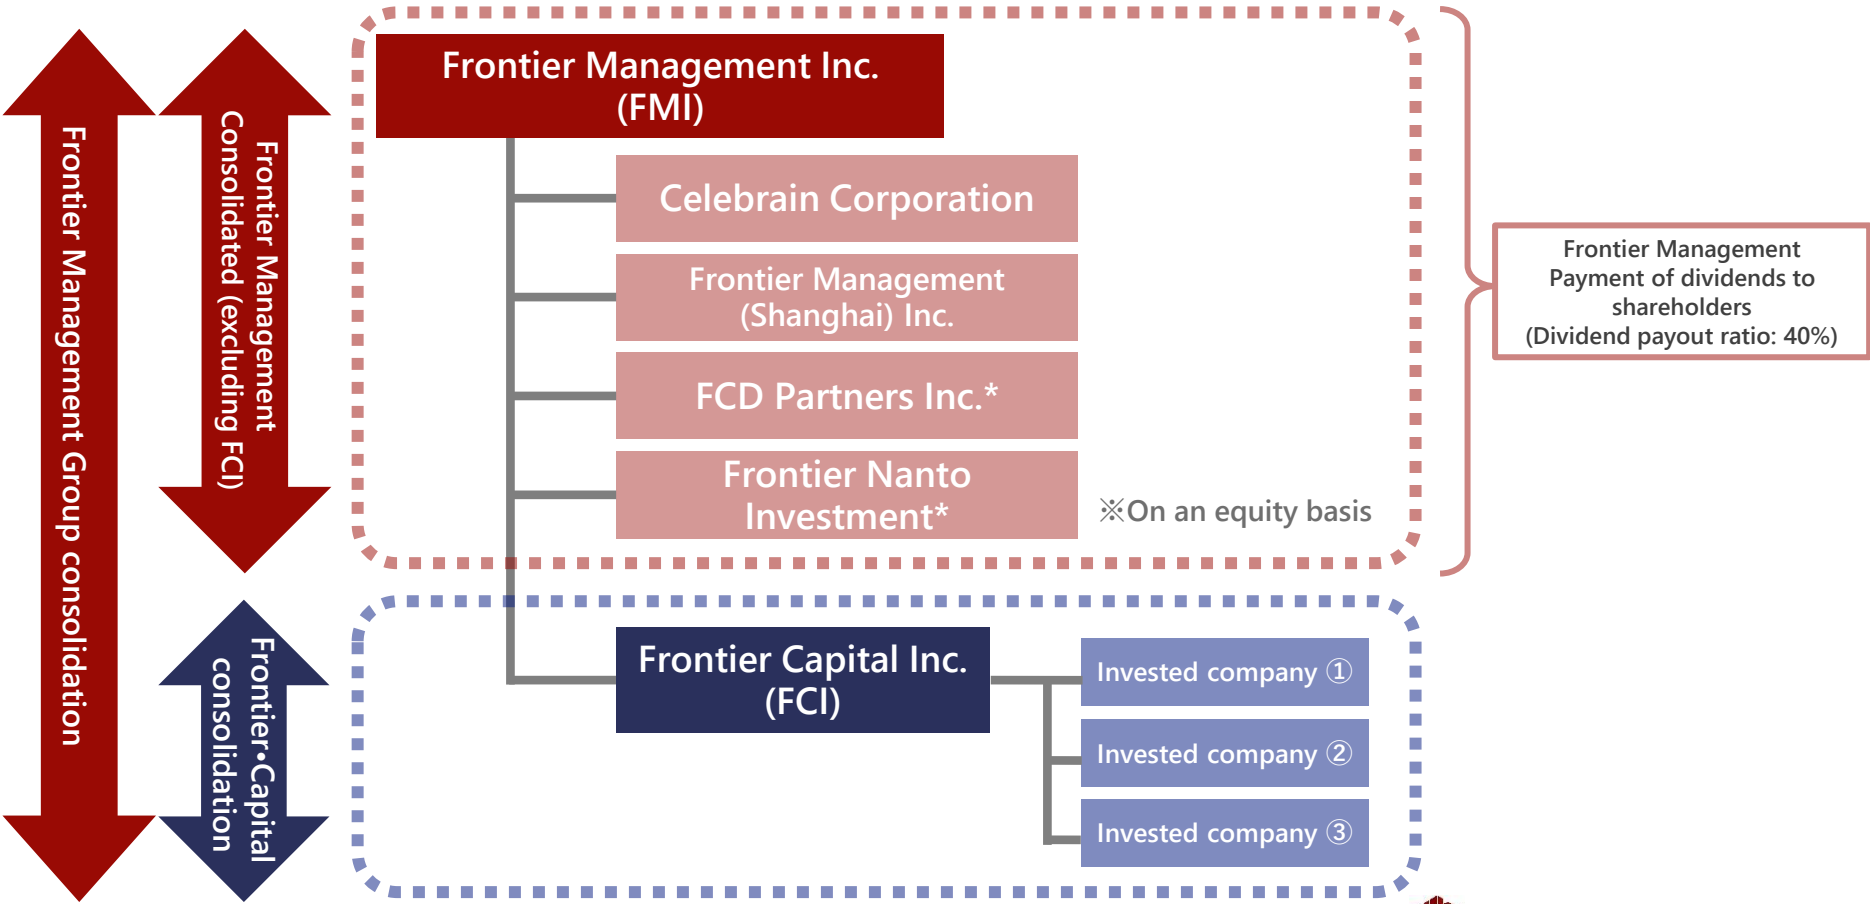 Frontier Management Group consolidation
Frontier Management
Consolidated (excluding FCI)
Frontier Management Inc.
(FMI)
Celebrain Corporation
Frontier Management
(Shanghai) Inc.
FCD Partners Inc.*
Frontier Nanto
Investment*
※On an equity basis
Frontier Management
Payment of dividends to
shareholders
(Dividend payout ratio: 40%)
Frontier•Capital
consolidation
Frontier Capital Inc.
(FCI)
Invested company ①
Invested company ②
Invested company ③